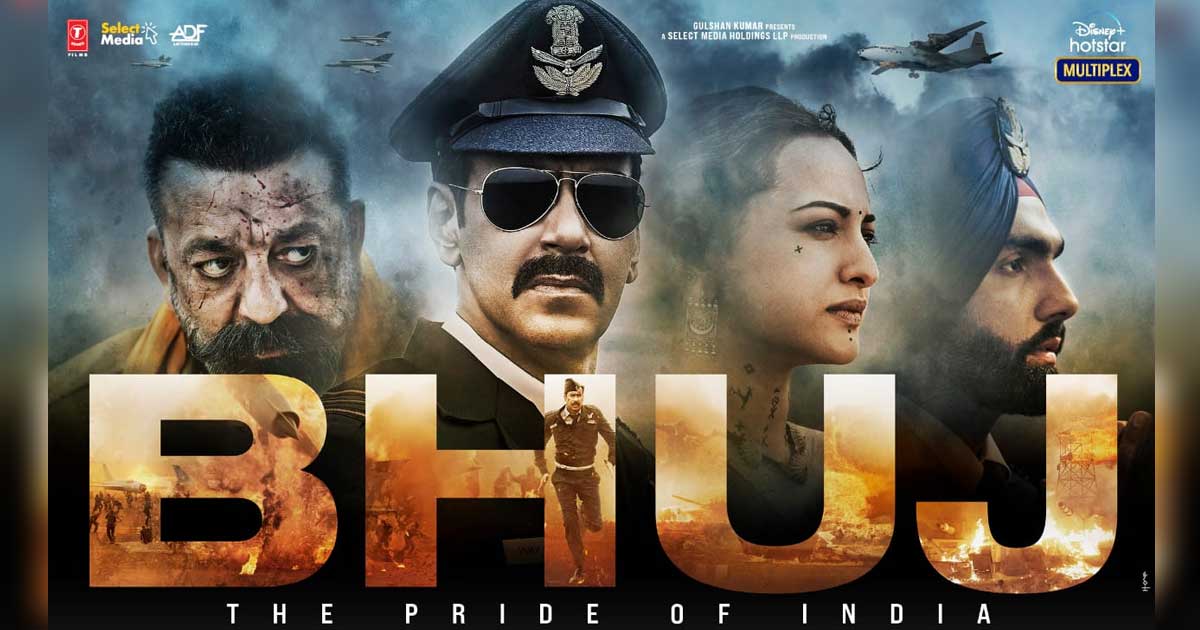 T
FILMS
Select
Media
ADF
GULSHAN KUMAR PRESENTS
A SELECT MEDIA HOLDINGS LLP PRODUCTION
Disney+
hotstar
MULTIPLEX
BHUJ
THE PRIDE OF INDIA